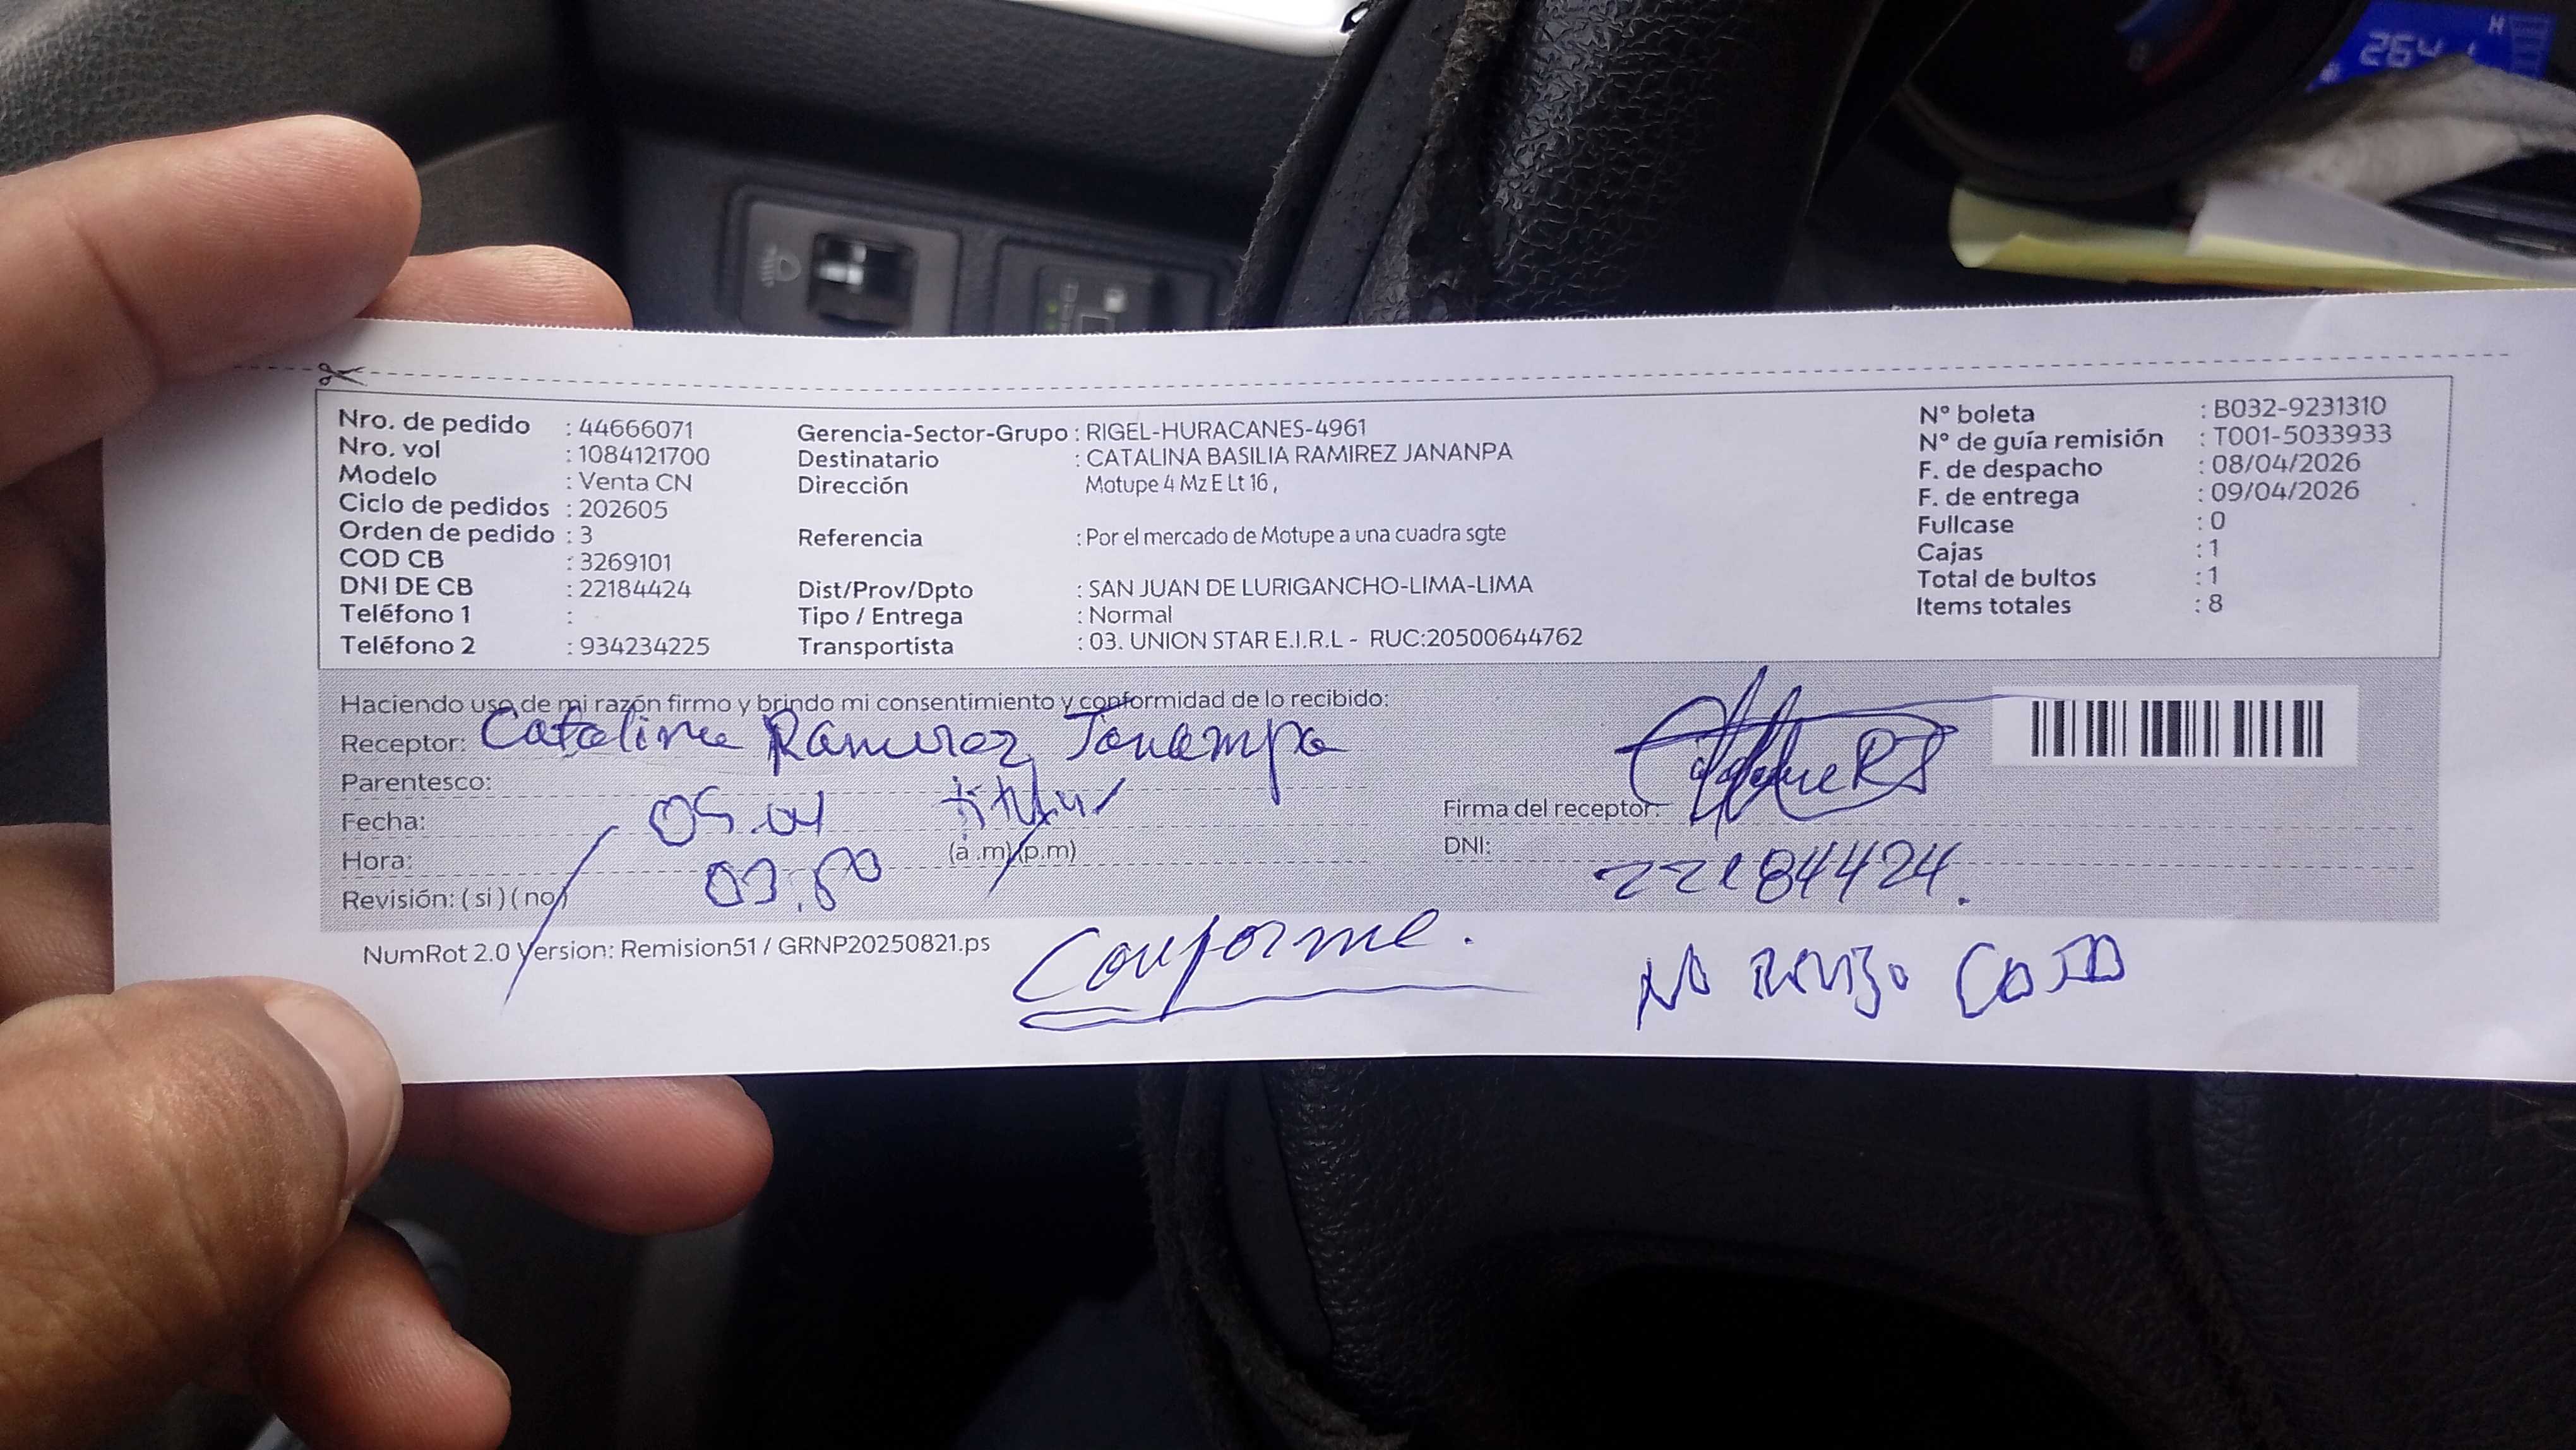 Nro. de pedido : 44666071
Nro. vol : 1084121700
Modelo : Venta CN
Ciclo de pedidos : 202605
Orden de pedido : 3
COD CB : 3269101
DNI DE CB : 22184424
Teléfono 1 :
Teléfono 2 : 934234225
Gerencia-Sector-Grupo : RIGEL-HURACANES-4961
Destinatario : CATALINA BASILIA RAMIREZ JANANPA
Dirección Motupe 4 Mz E Lt 16 ,
Referencia : Por el mercado de Motupe a una cuadra sgte
Dist/Prov/Dpto : SAN JUAN DE LURIGANCHO-LIMA-LIMA
Tipo / Entrega : Normal
Transportista : 03. UNION STAR E.I.R.L - RUC:20500644762
N° boleta : B032-9231310
N° de guía remisión : T001-5033933
F. de despacho : 08/04/2026
F. de entrega : 09/04/2026
Fullcase : 0
Cajas : 1
Total de bultos : 1
Items totales : 8
Haciendo uso de mi razón firmo y brindo mi consentimiento y conformidad de lo recibido:
Receptor: Catalina Ramirez Janampa
Parentesco: titular
Fecha:
Hora: (a .m) (p.m)
Revisión: ( si ) ( no )
Firma del receptor:
DNI: 22184424.
NumRot 2.0 Version: Remision51 / GRNP20250821.ps
Conforme.
No Reviso Caja